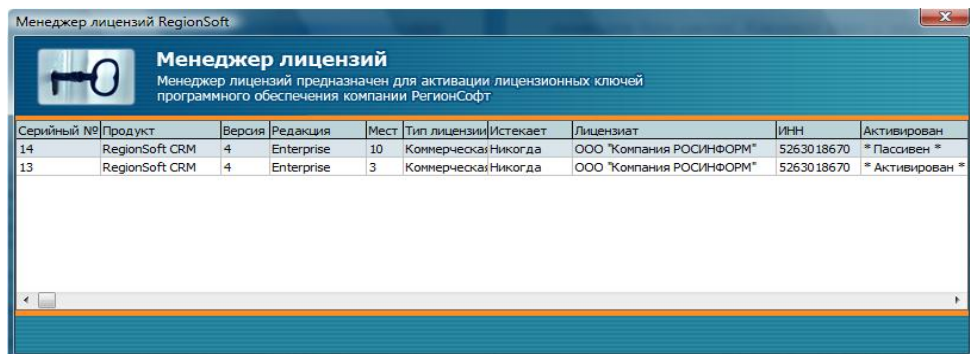 Менеджер лицензий RegionSoft
Менеджер лицензий
Менеджер лицензий предназначен для активации лицензионных ключей
программного обеспечения компании РегионСофт
Серийный № Продукт Версия Редакция Мест Тип лицензии Истекает Лицензиат ИНН Активирован
14 RegionSoft CRM 4 Enterprise 10 Коммерческая Никогда ООО "Компания РОСИНФОРМ" 5263018670 * Пассивен *
13 RegionSoft CRM 4 Enterprise 3 Коммерческая Никогда ООО "Компания РОСИНФОРМ" 5263018670 * Активирован *